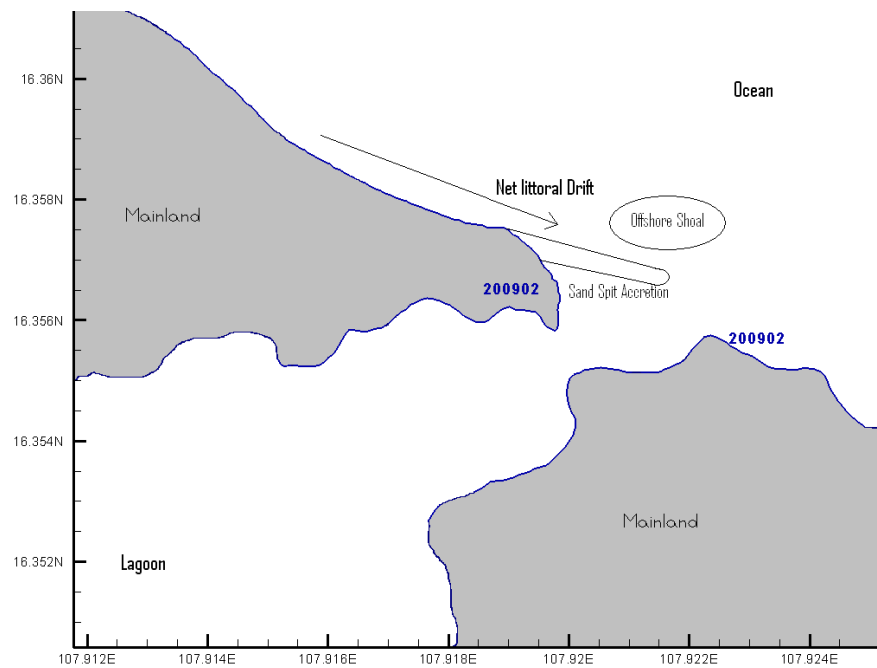 16.36N
Ocean
Net littoral Drift
16.358N
Mainland
Offshore Shoal
200902
Sand Spit Accretion
16.356N
200902
16.354N
Mainland
16.352N
Lagoon
107.912E
107.914E
107.916E
107.918E
107.92E
107.922E
107.924E